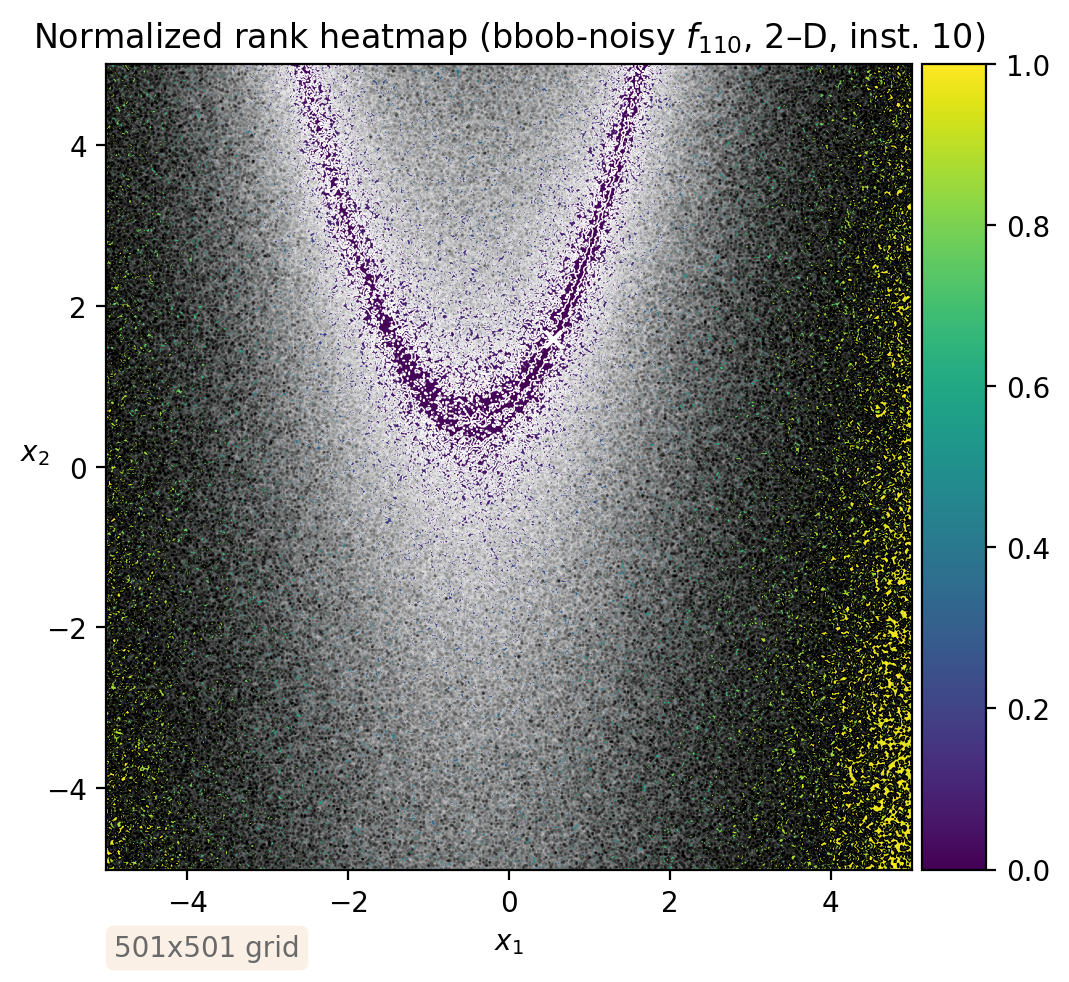 Normalized rank heatmap (bbob-noisy f110, 2–D, inst. 10)
1.0
4
0.8
2
0.6
x2
0
0.4
−2
0.2
−4
0.0
−4 −2 0 2 4
501x501 grid
x1